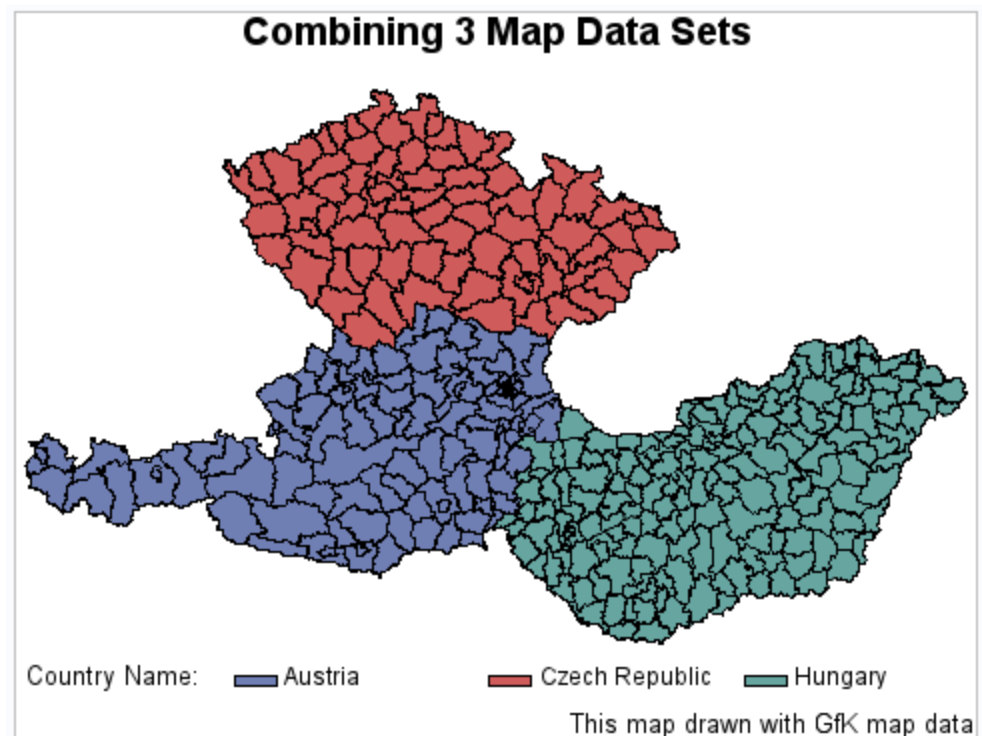 Combining 3 Map Data Sets
Country Name: Austria Czech Republic Hungary
This map drawn with GfK map data